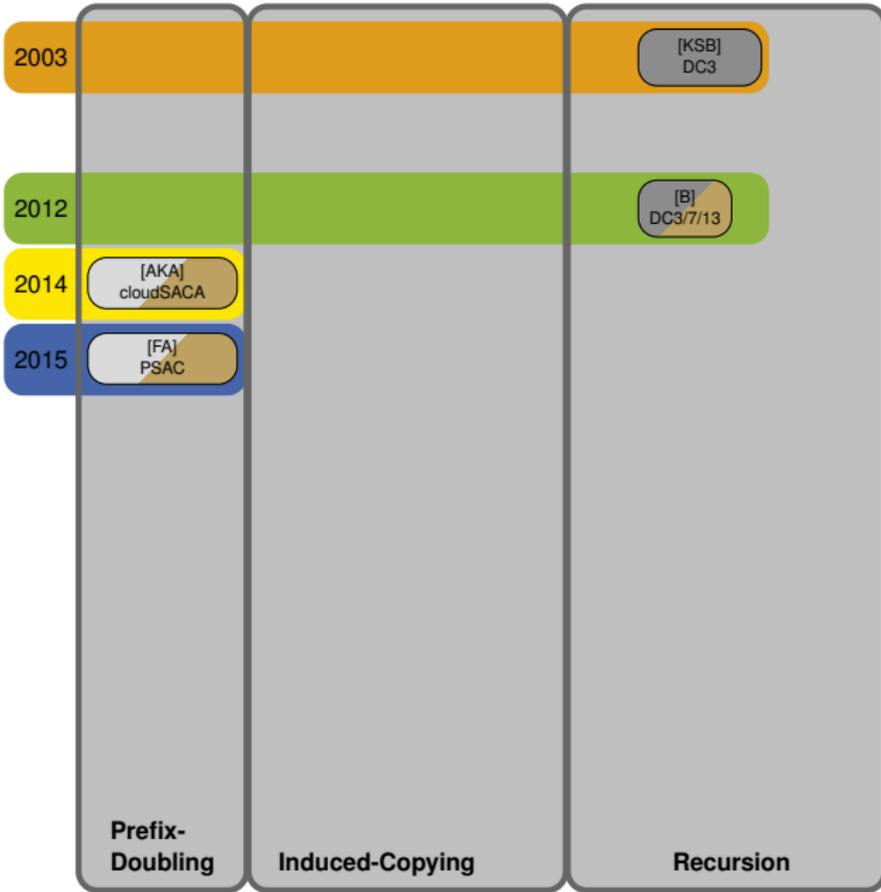 2003
[KSB]
DC3
2012
[B]
DC3/7/13
2014
[AKA]
cloudSACA
2015
[FA]
PSAC
Prefix-
Doubling
Induced-Copying
Recursion